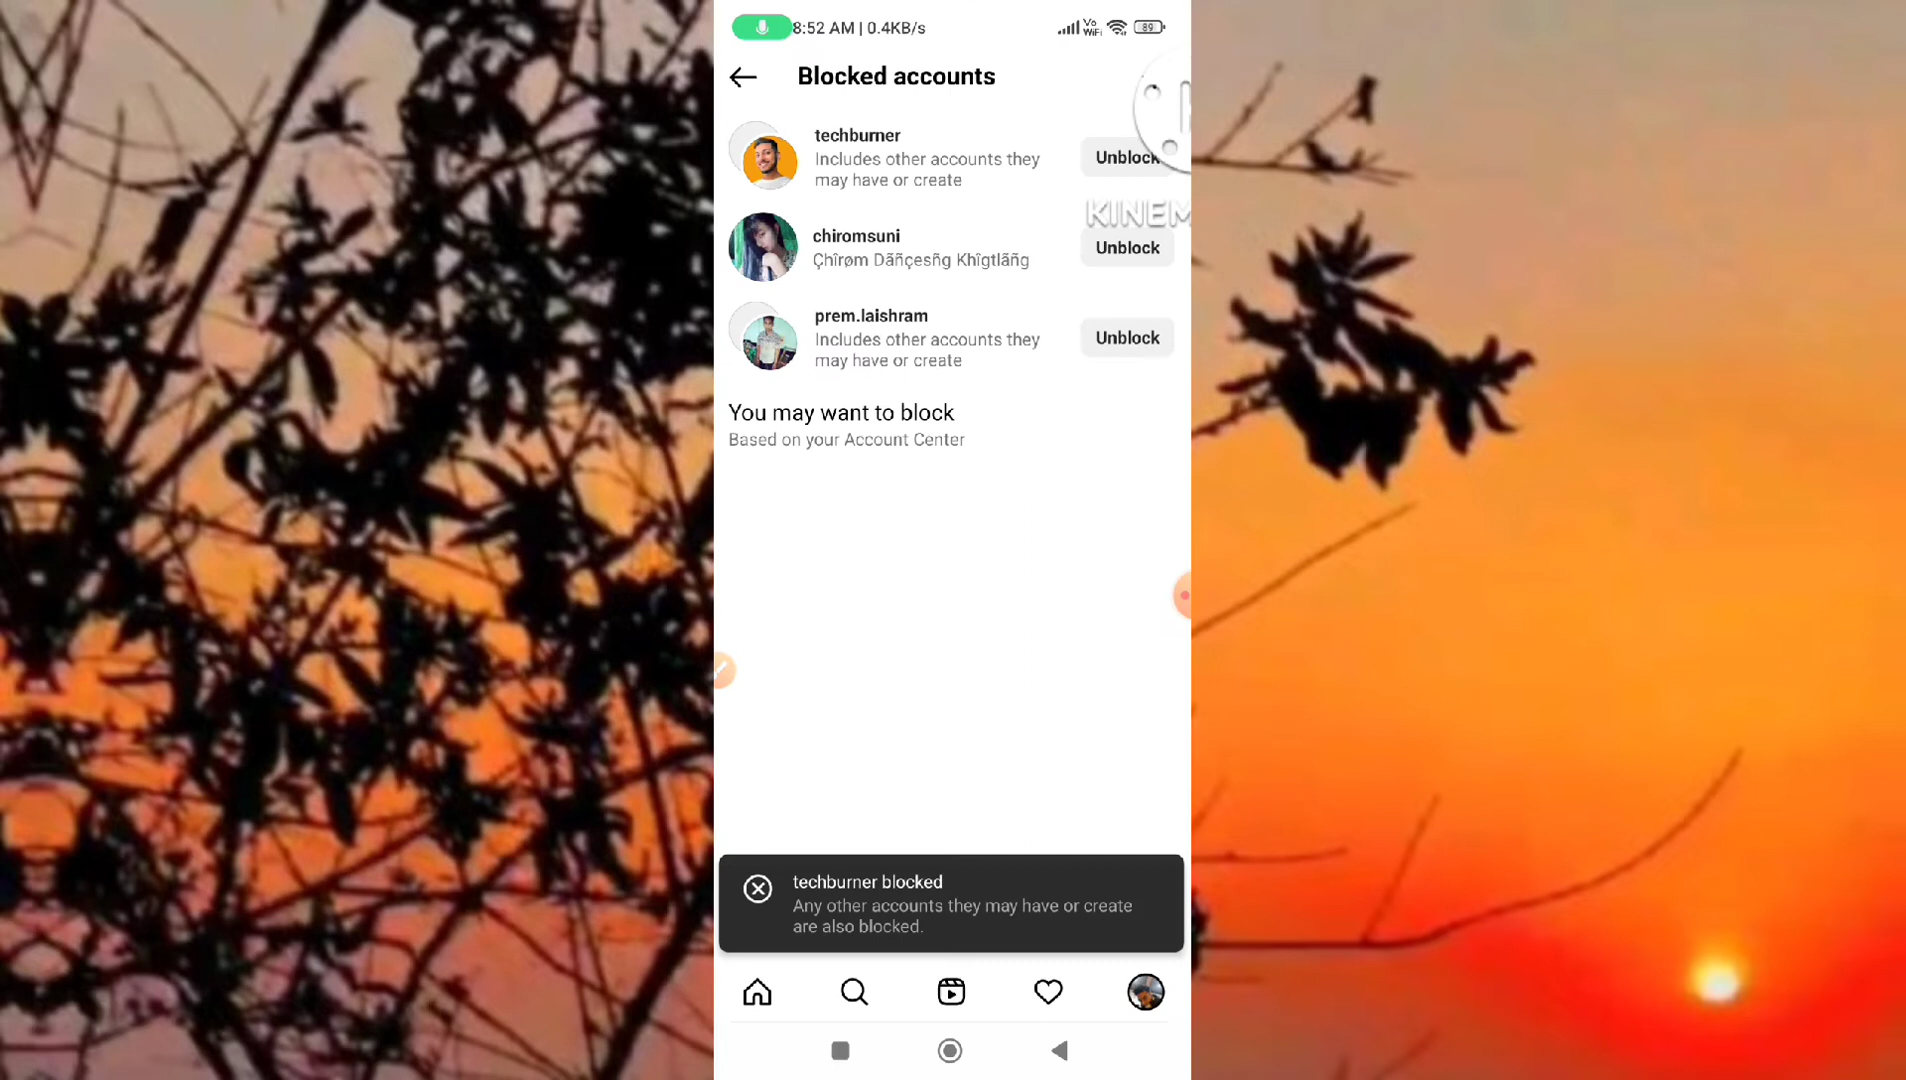 8:52 AM | 0.4KB/s
Vo
WiFi
89
Blocked accounts
techburner
Includes other accounts they
may have or create
Unblock
KINEM
chiromsuni
Çhîrøm Dãñçesñg Khîgtlãñg
Unblock
prem.laishram
Includes other accounts they
may have or create
Unblock
You may want to block
Based on your Account Center
techburner blocked
Any other accounts they may have or create
are also blocked.